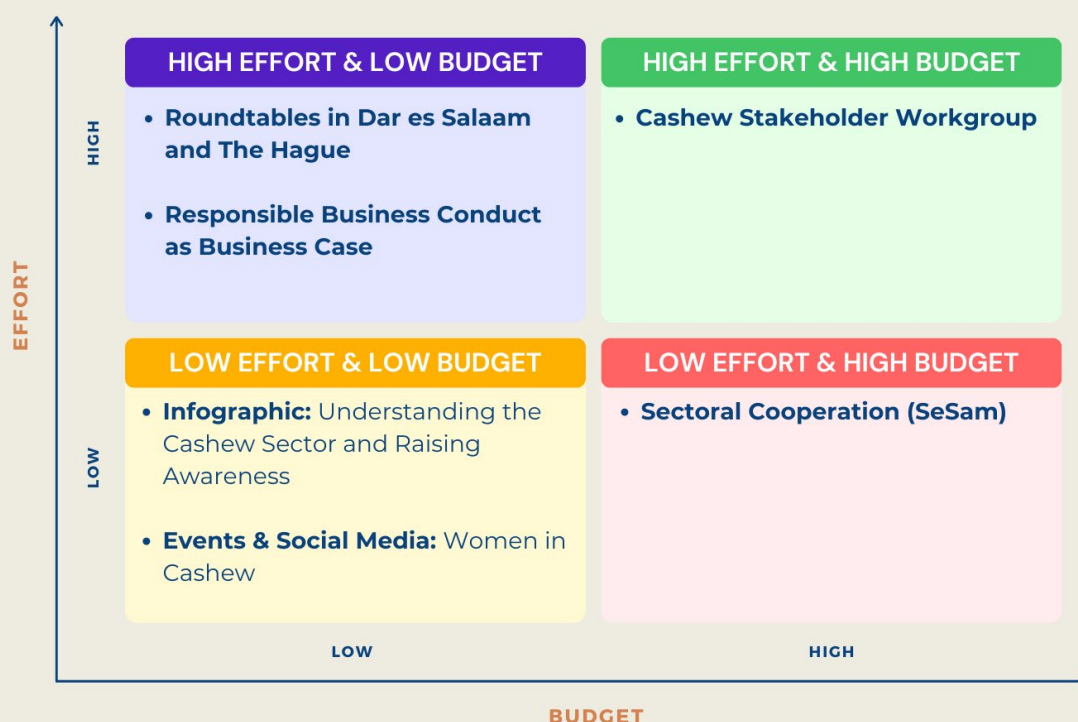 HIGH EFFORT & LOW BUDGET
• Roundtables in Dar es Salaam
and The Hague
• Responsible Business Conduct
as Business Case
HIGH EFFORT & HIGH BUDGET
• Cashew Stakeholder Workgroup
HIGH
EFFORT
LOW EFFORT & LOW BUDGET
• Infographic: Understanding the
Cashew Sector and Raising
Awareness
• Events & Social Media: Women in
Cashew
LOW EFFORT & HIGH BUDGET
• Sectoral Cooperation (SeSam)
LOW
LOW
HIGH
BUDGET